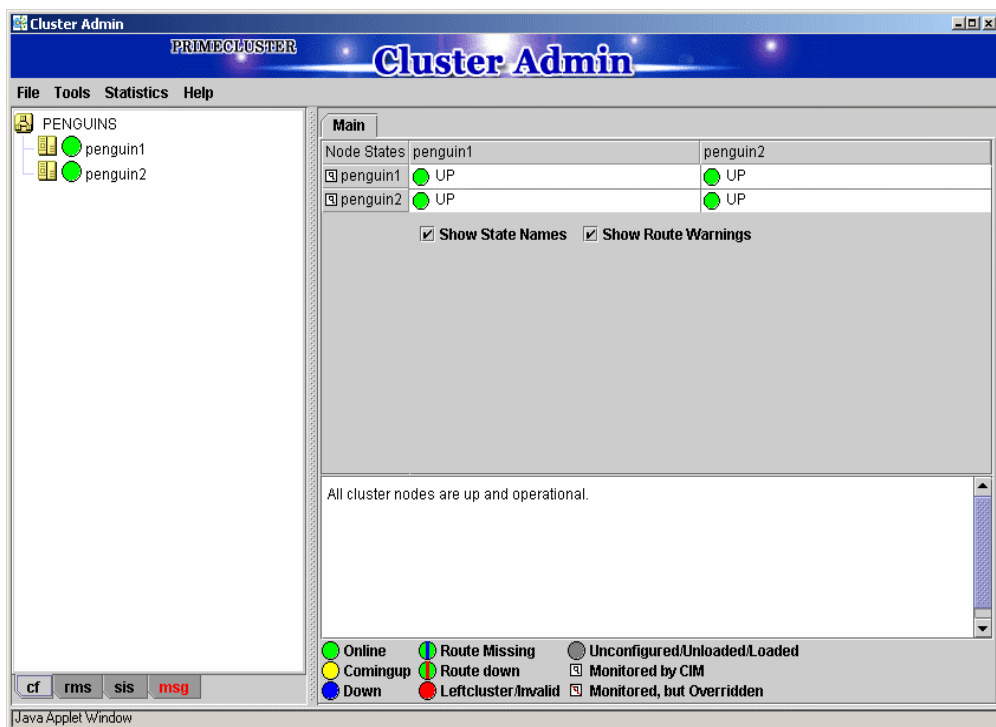 Cluster Admin
PRIMECLUSTER
Cluster Admin
File Tools Statistics Help
PENGUINS
penguin1
penguin2
Main
Node States penguin1 penguin2
penguin1 UP UP
penguin2 UP UP
Show State Names Show Route Warnings
All cluster nodes are up and operational.
Online Route Missing Unconfigured/Unloaded/Loaded
Comingup Route down Monitored by CIM
Down Leftcluster/Invalid Monitored, but Overridden
cf rms sis msg
Java Applet Window